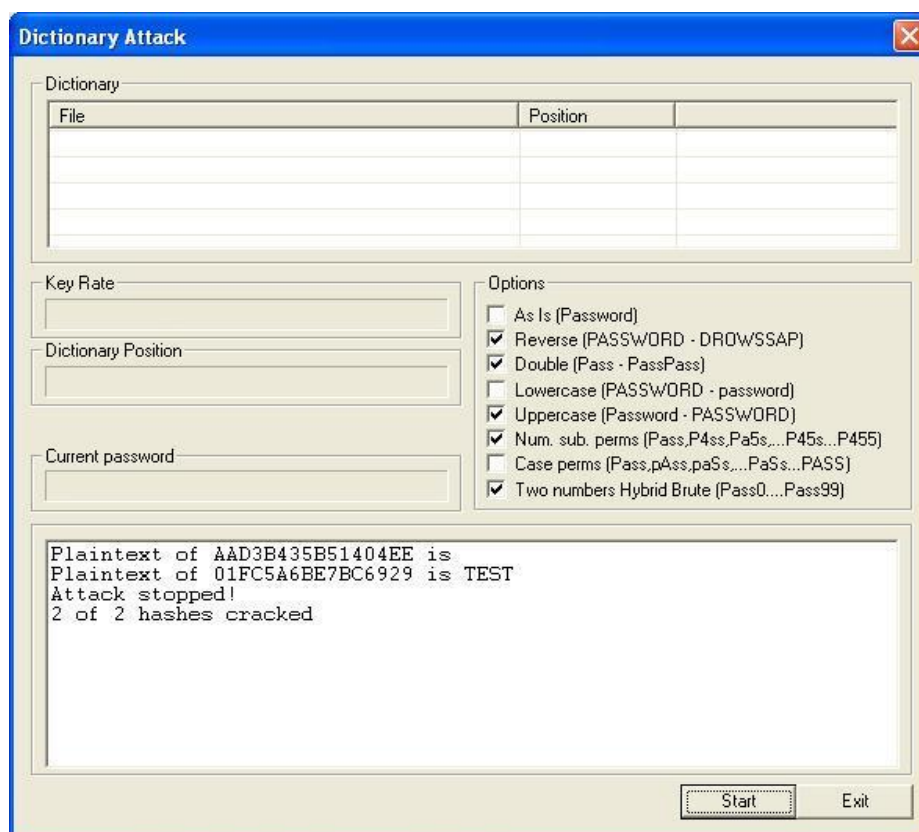 Dictionary Attack
Dictionary
File Position
Key Rate
Dictionary Position
Current password
Options
As Is (Password)
Reverse (PASSWORD - DROWSSAP)
Double (Pass - PassPass)
Lowercase (PASSWORD - password)
Uppercase (Password - PASSWORD)
Num. sub. perms (Pass,P4ss,Pa5s,...P45s...P455)
Case perms (Pass,pAss,paSs,...PaSs...PASS)
Two numbers Hybrid Brute (Pass0....Pass99)
Plaintext of AAD3B435B51404EE is
Plaintext of 01FC5A6BE7BC6929 is TEST
Attack stopped!
2 of 2 hashes cracked
Start Exit